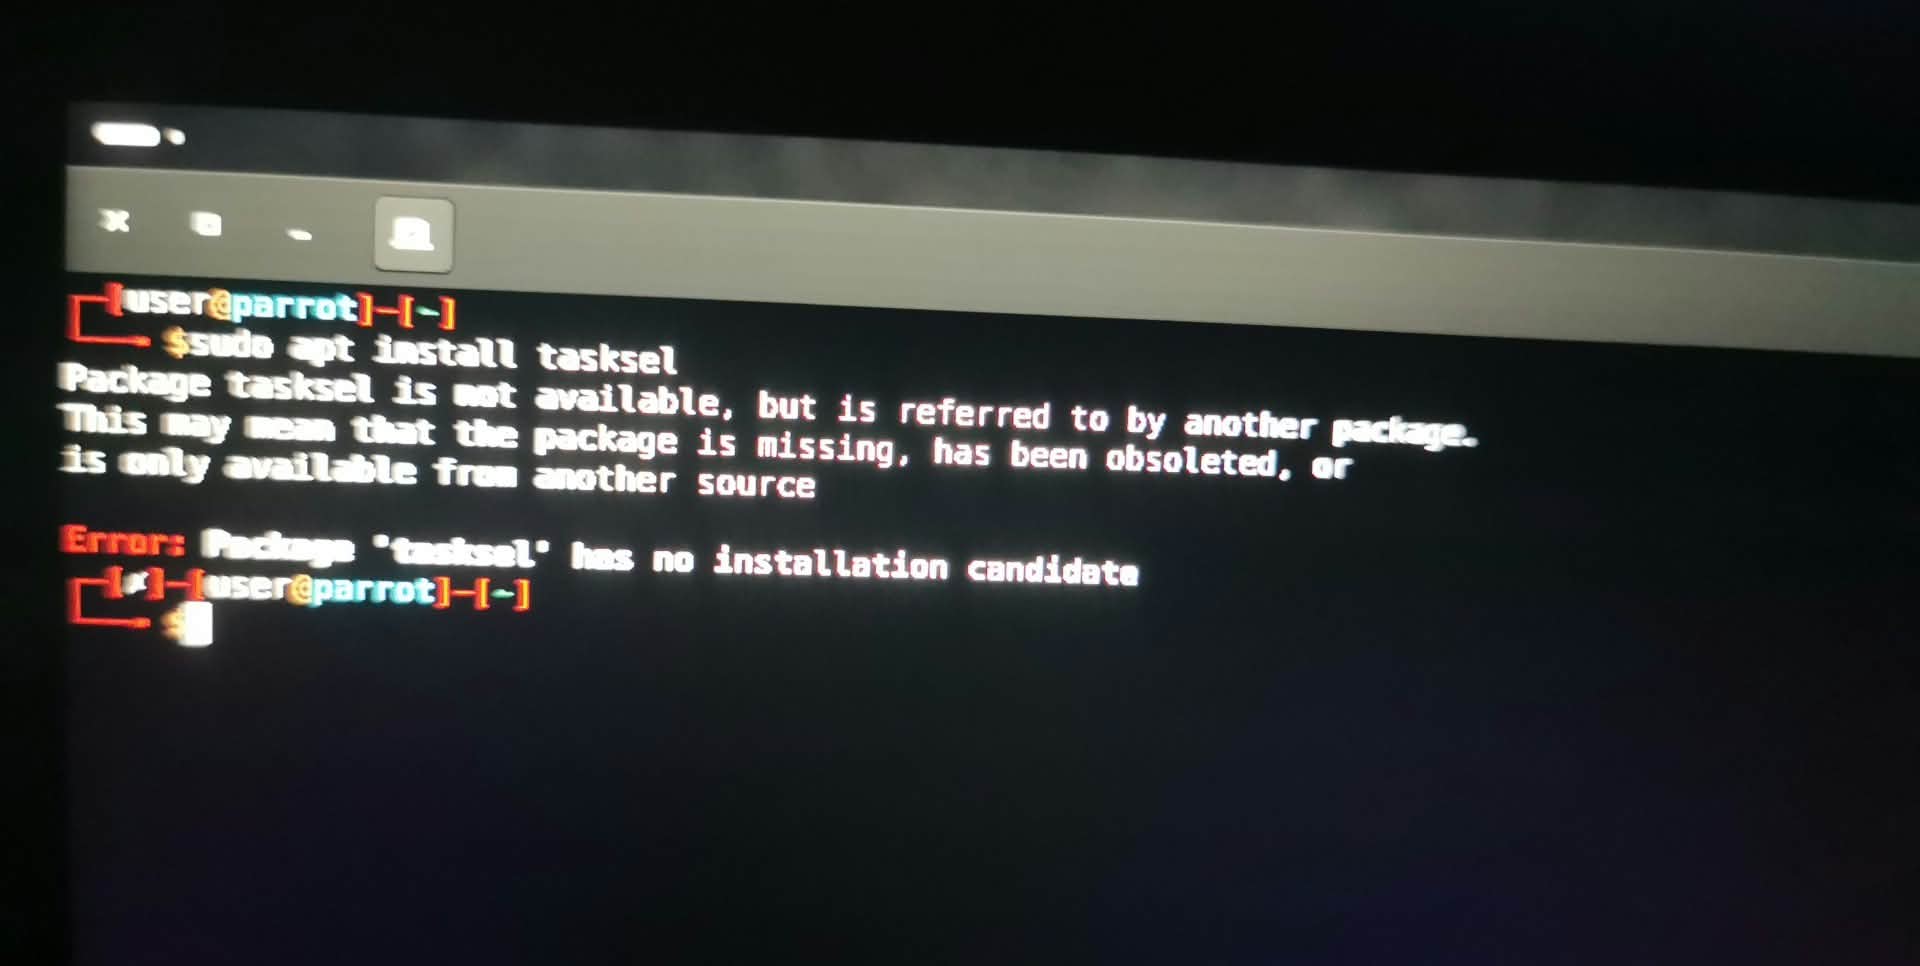 [user@parrot]-[~]
$sudo apt install tasksel
Package tasksel is not available, but is referred to by another package.
This may mean that the package is missing, has been obsoleted, or
is only available from another source
Error: Package 'tasksel' has no installation candidate
[✗]-[user@parrot]-[~]
$